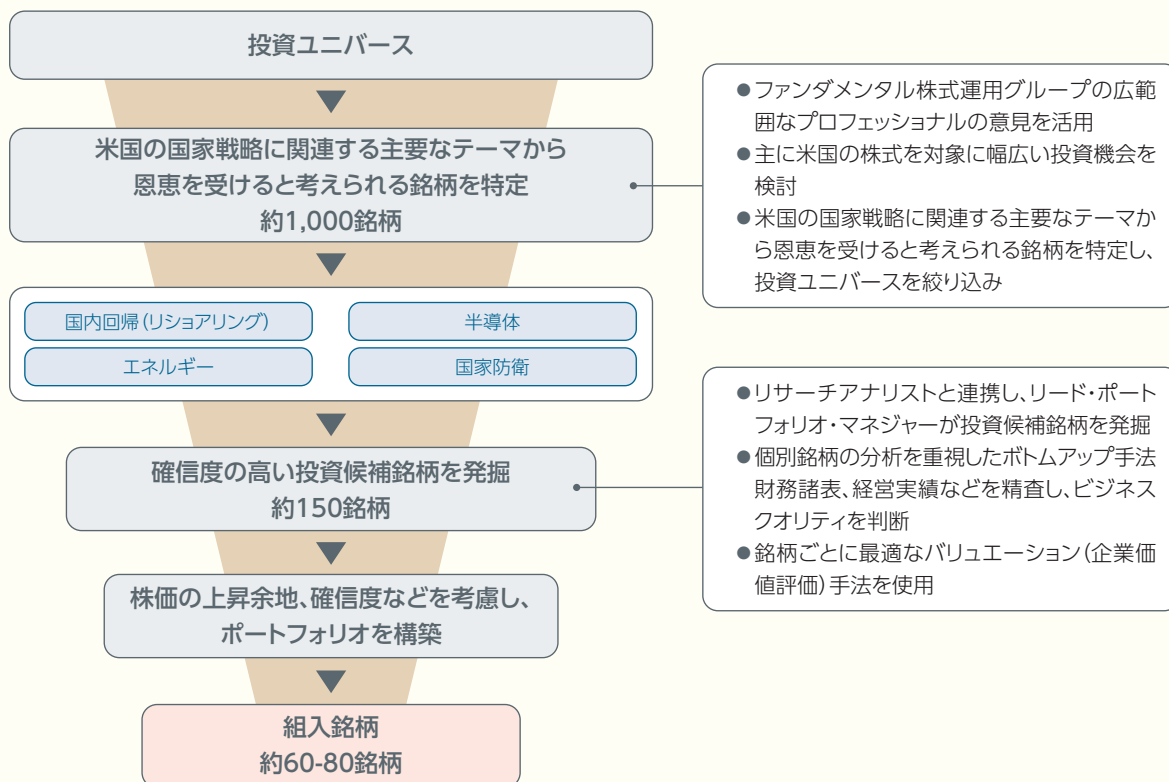 投資ユニバース
米国の国家戦略に関連する主要なテーマから
恩恵を受けると考えられる銘柄を特定
約1,000銘柄
●ファンダメンタル株式運用グループの広範
囲なプロフェッショナルの意見を活用
●主に米国の株式を対象に幅広い投資機会を
検討
●米国の国家戦略に関連する主要なテーマか
ら恩恵を受けると考えられる銘柄を特定し、
投資ユニバースを絞り込み
国内回帰(リショアリング)
半導体
エネルギー
国家防衛
確信度の高い投資候補銘柄を発掘
約150銘柄
●リサーチアナリストと連携し、リード・ポート
フォリオ・マネジャーが投資候補銘柄を発掘
●個別銘柄の分析を重視したボトムアップ手法
財務諸表、経営実績などを精査し、ビジネス
クオリティを判断
●銘柄ごとに最適なバリュエーション(企業価
値評価)手法を使用
株価の上昇余地、確信度などを考慮し、
ポートフォリオを構築
組入銘柄
約60-80銘柄